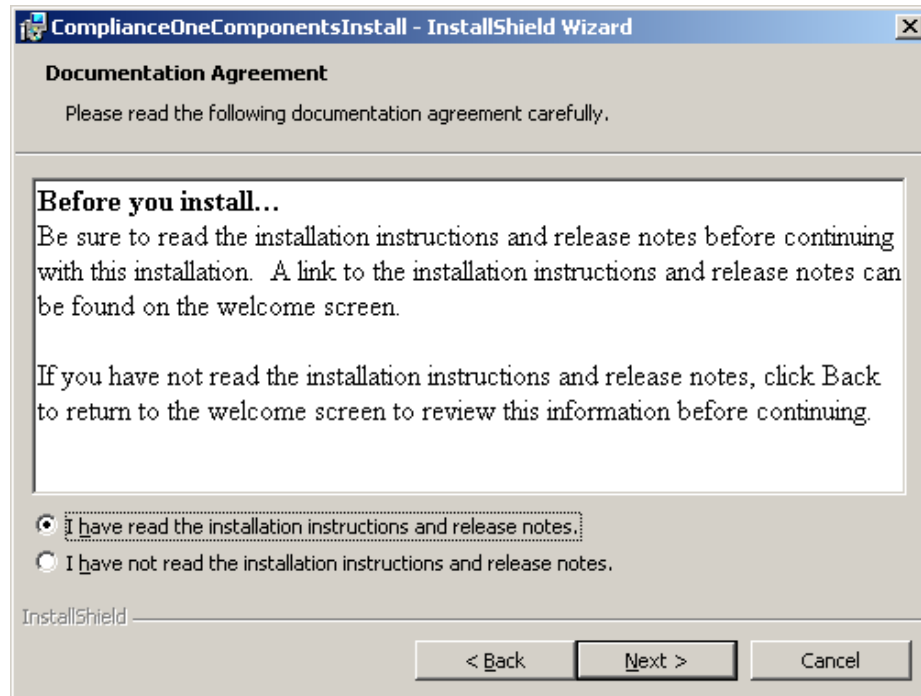 ComplianceOneComponentsInstall - InstallShield Wizard
Documentation Agreement
Please read the following documentation agreement carefully.
Before you install...
Be sure to read the installation instructions and release notes before continuing
with this installation.  A link to the installation instructions and release notes can
be found on the welcome screen.
If you have not read the installation instructions and release notes, click Back
to return to the welcome screen to review this information before continuing.
I have read the installation instructions and release notes.
I have not read the installation instructions and release notes.
InstallShield
< Back
Next >
Cancel